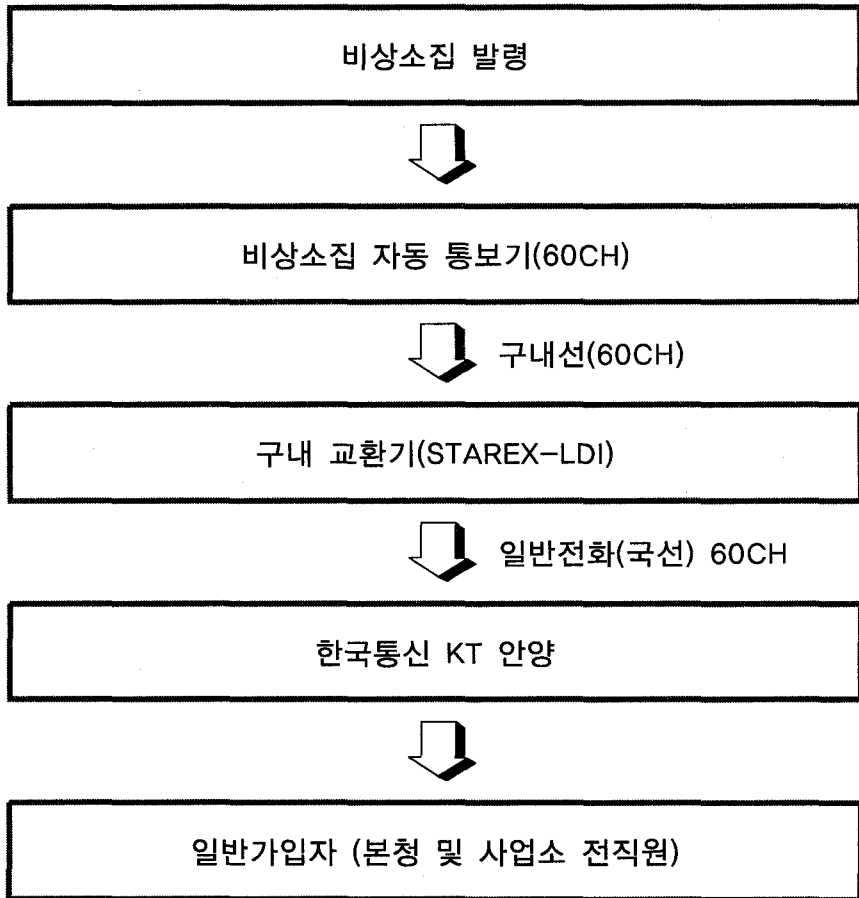 비상소집 발령
비상소집 자동 통보기(60CH)
구내선(60CH)
구내 교환기(STAREX-LDI)
일반전화(국선) 60CH
한국통신 KT 안양
일반가입자 (본청 및 사업소 전직원)